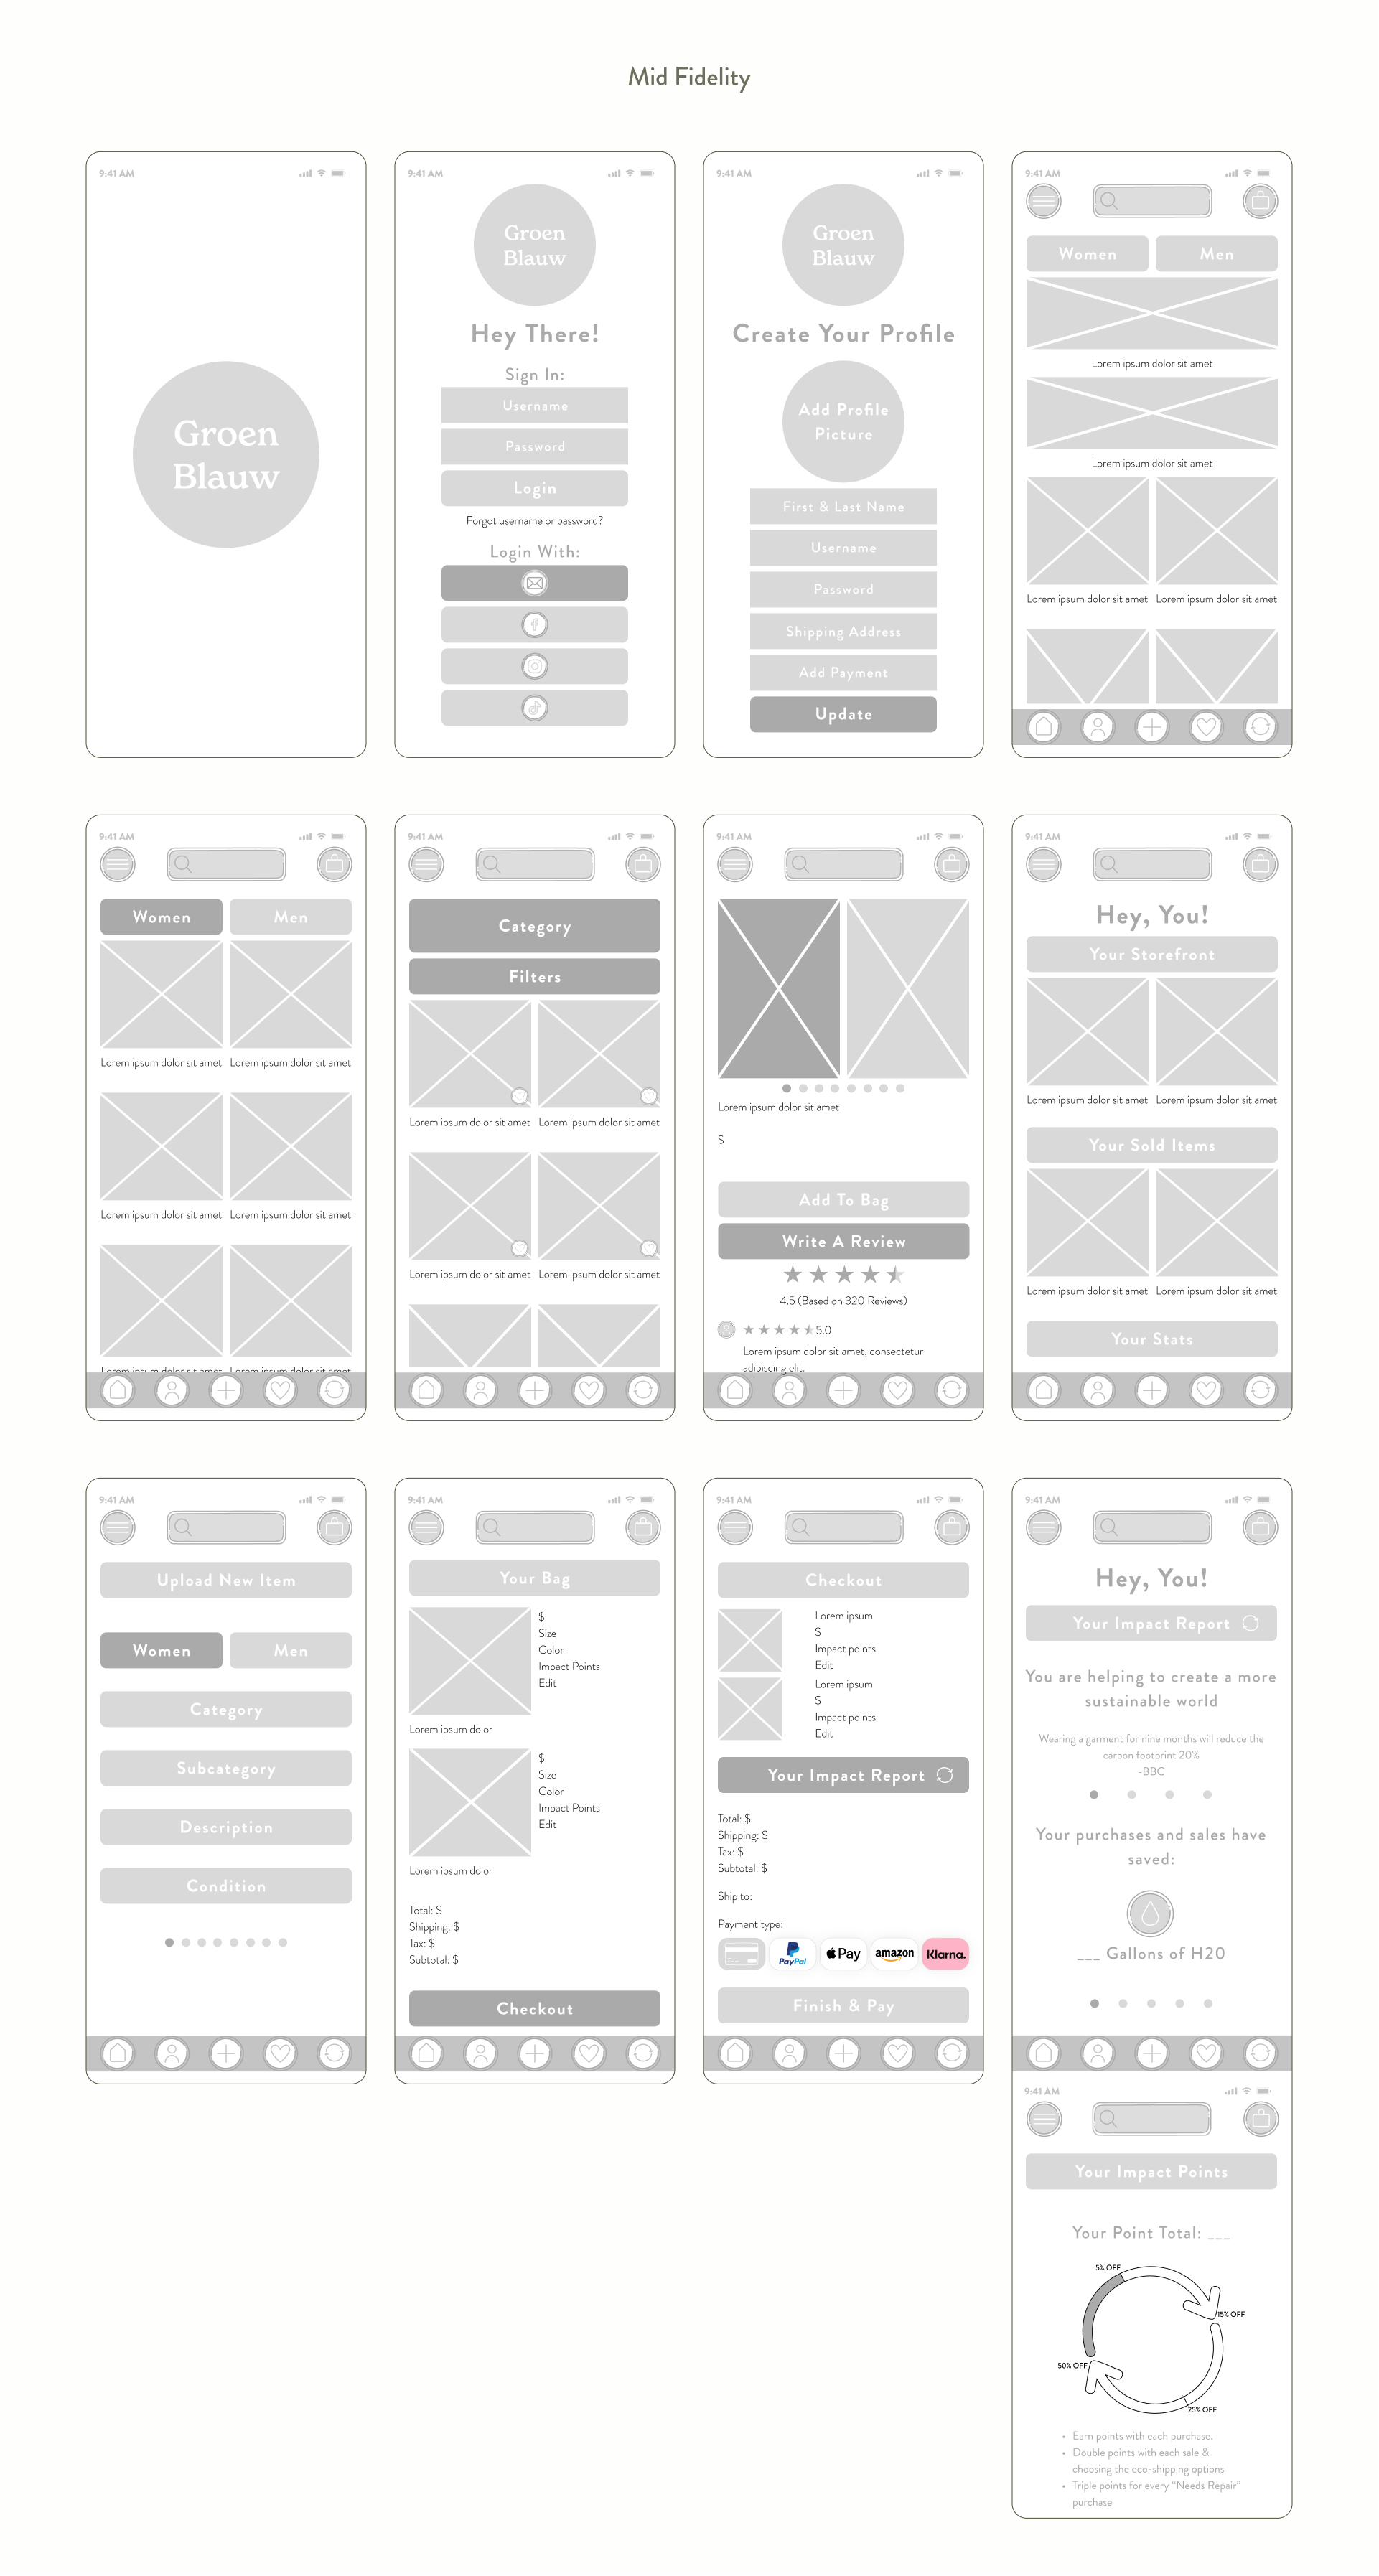 Mid Fidelity
9:41 AM
Groen
Blauw
9:41 AM
Groen
Blauw
Hey There!
Sign In:
Username
Password
Login
Forgot username or password?
Login With:
9:41 AM
Groen
Blauw
Create Your Profile
Add Profile
Picture
First & Last Name
Username
Password
Shipping Address
Add Payment
Update
9:41 AM
Women
Men
Lorem ipsum dolor sit amet
Lorem ipsum dolor sit amet
Lorem ipsum dolor sit amet
Lorem ipsum dolor sit amet
9:41 AM
Women
Men
Lorem ipsum dolor sit amet
Lorem ipsum dolor sit amet
Lorem ipsum dolor sit amet
Lorem ipsum dolor sit amet
Lorem ipsum dolor sit amet
Lorem ipsum dolor sit amet
9:41 AM
Category
Filters
Lorem ipsum dolor sit amet
Lorem ipsum dolor sit amet
Lorem ipsum dolor sit amet
Lorem ipsum dolor sit amet
9:41 AM
Lorem ipsum dolor sit amet
$
Add To Bag
Write A Review
4.5 (Based on 320 Reviews)
5.0
Lorem ipsum dolor sit amet, consectetur
adipiscing elit.
9:41 AM
Hey, You!
Your Storefront
Lorem ipsum dolor sit amet
Lorem ipsum dolor sit amet
Your Sold Items
Lorem ipsum dolor sit amet
Lorem ipsum dolor sit amet
Your Stats
9:41 AM
Upload New Item
Women
Men
Category
Subcategory
Description
Condition
9:41 AM
Your Bag
$
Size
Color
Impact Points
Edit
Lorem ipsum dolor
$
Size
Color
Impact Points
Edit
Lorem ipsum dolor
Total: $
Shipping: $
Tax: $
Subtotal: $
Checkout
9:41 AM
Checkout
Lorem ipsum
$
Impact points
Edit
Lorem ipsum
$
Impact points
Edit
Your Impact Report
Total: $
Shipping: $
Tax: $
Subtotal: $
Ship to:
Payment type:
PayPal
Pay
amazon
Klarna.
Finish & Pay
9:41 AM
Hey, You!
Your Impact Report
You are helping to create a more
sustainable world
Wearing a garment for nine months will reduce the
carbon footprint 20%
-BBC
Your purchases and sales have
saved:
___ Gallons of H20
9:41 AM
Your Impact Points
Your Point Total: ___
5% OFF
15% OFF
50% OFF
25% OFF
• Earn points with each purchase.
• Double points with each sale &
choosing the eco-shipping options
• Triple points for every “Needs Repair”
purchase